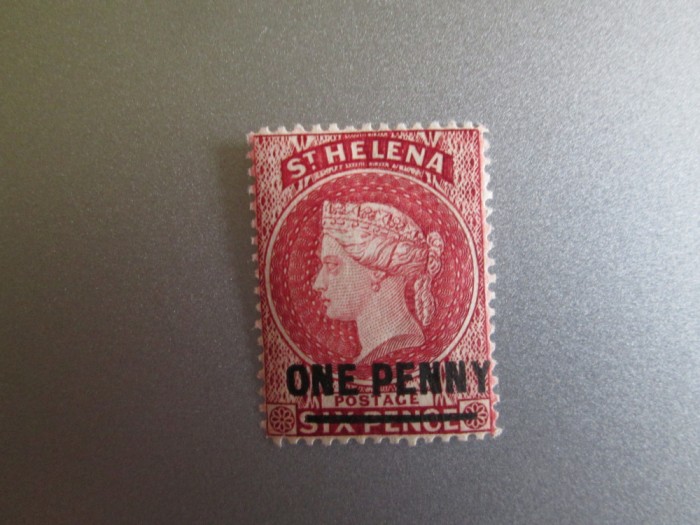 ST HELENA
ONE PENNY
POSTAGE
SIX PENCE